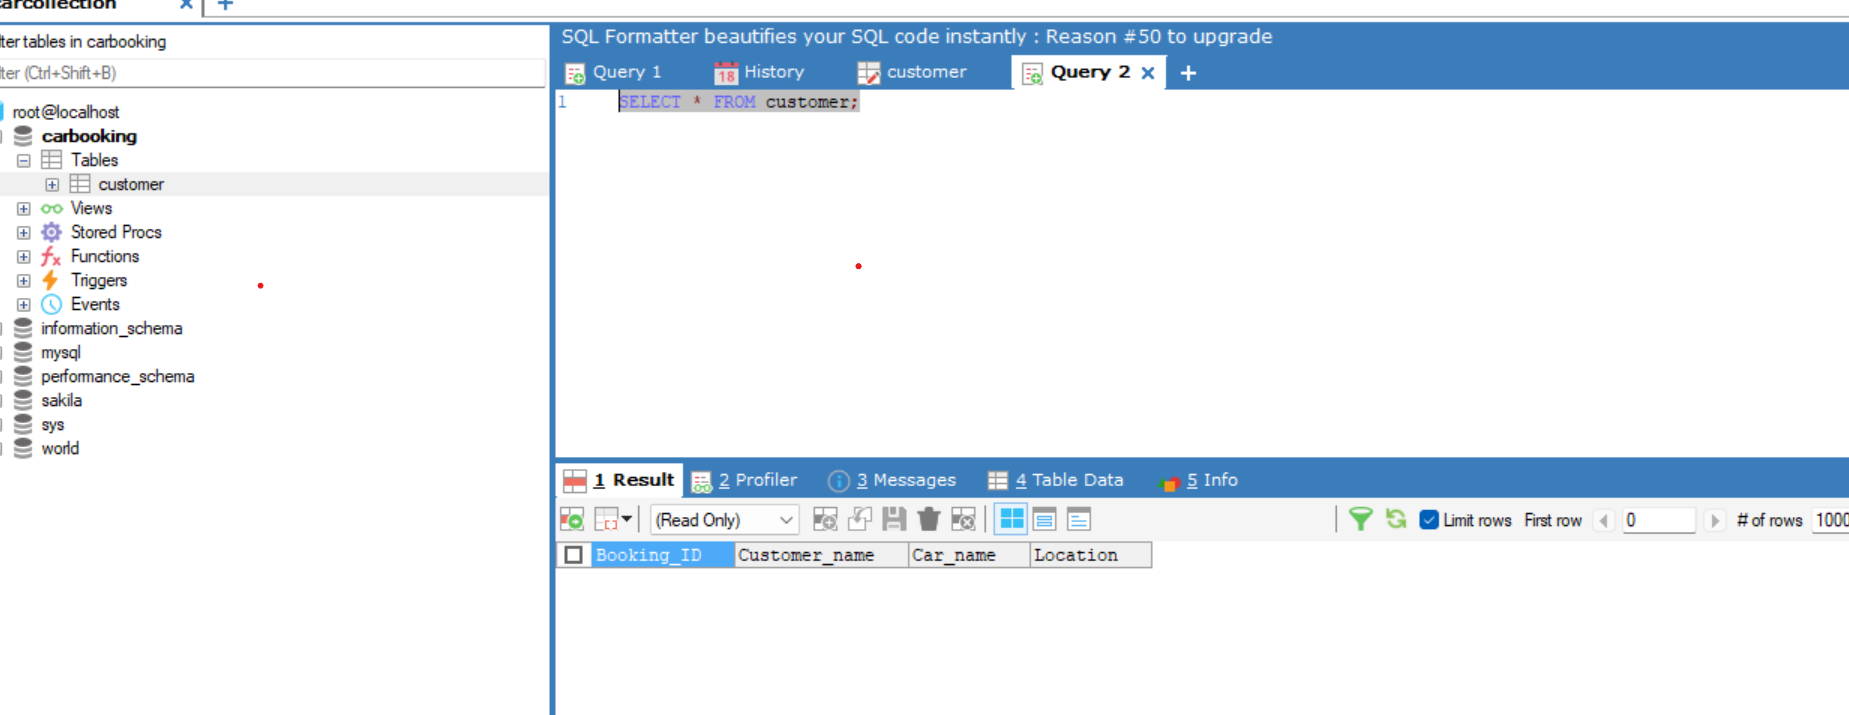 carcollection
lter tables in carbooking
SQL Formatter beautifies your SQL code instantly : Reason #50 to upgrade
lter (Ctrl+Shift+B)
Query 1 18 History customer Query 2
1 SELECT * FROM customer;
root@localhost
carbooking
Tables
customer
Views
Stored Procs
fx Functions
Triggers
Events
information_schema
mysql
performance_schema
sakila
sys
world
1 Result 2 Profiler 3 Messages 4 Table Data 5 Info
(Read Only) Limit rows First row 0 # of rows 1000
Booking_ID Customer_name Car_name Location